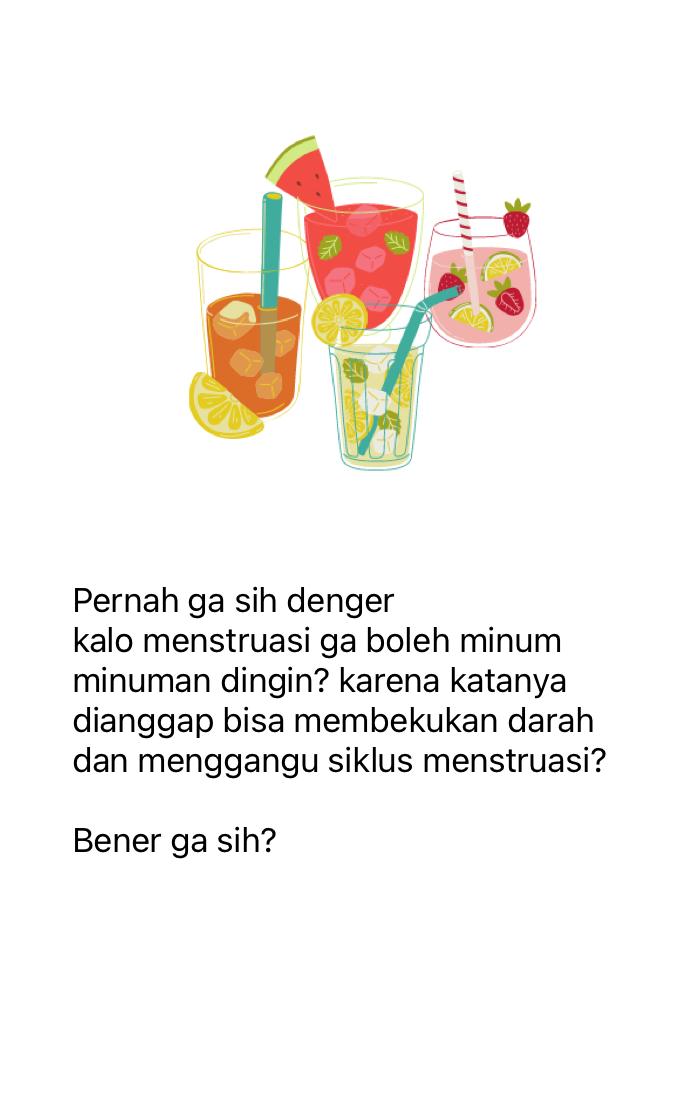 Pernah ga sih denger
kalo menstruasi ga boleh minum
minuman dingin? karena katanya
dianggap bisa membekukan darah
dan menggangu siklus menstruasi?
Bener ga sih?